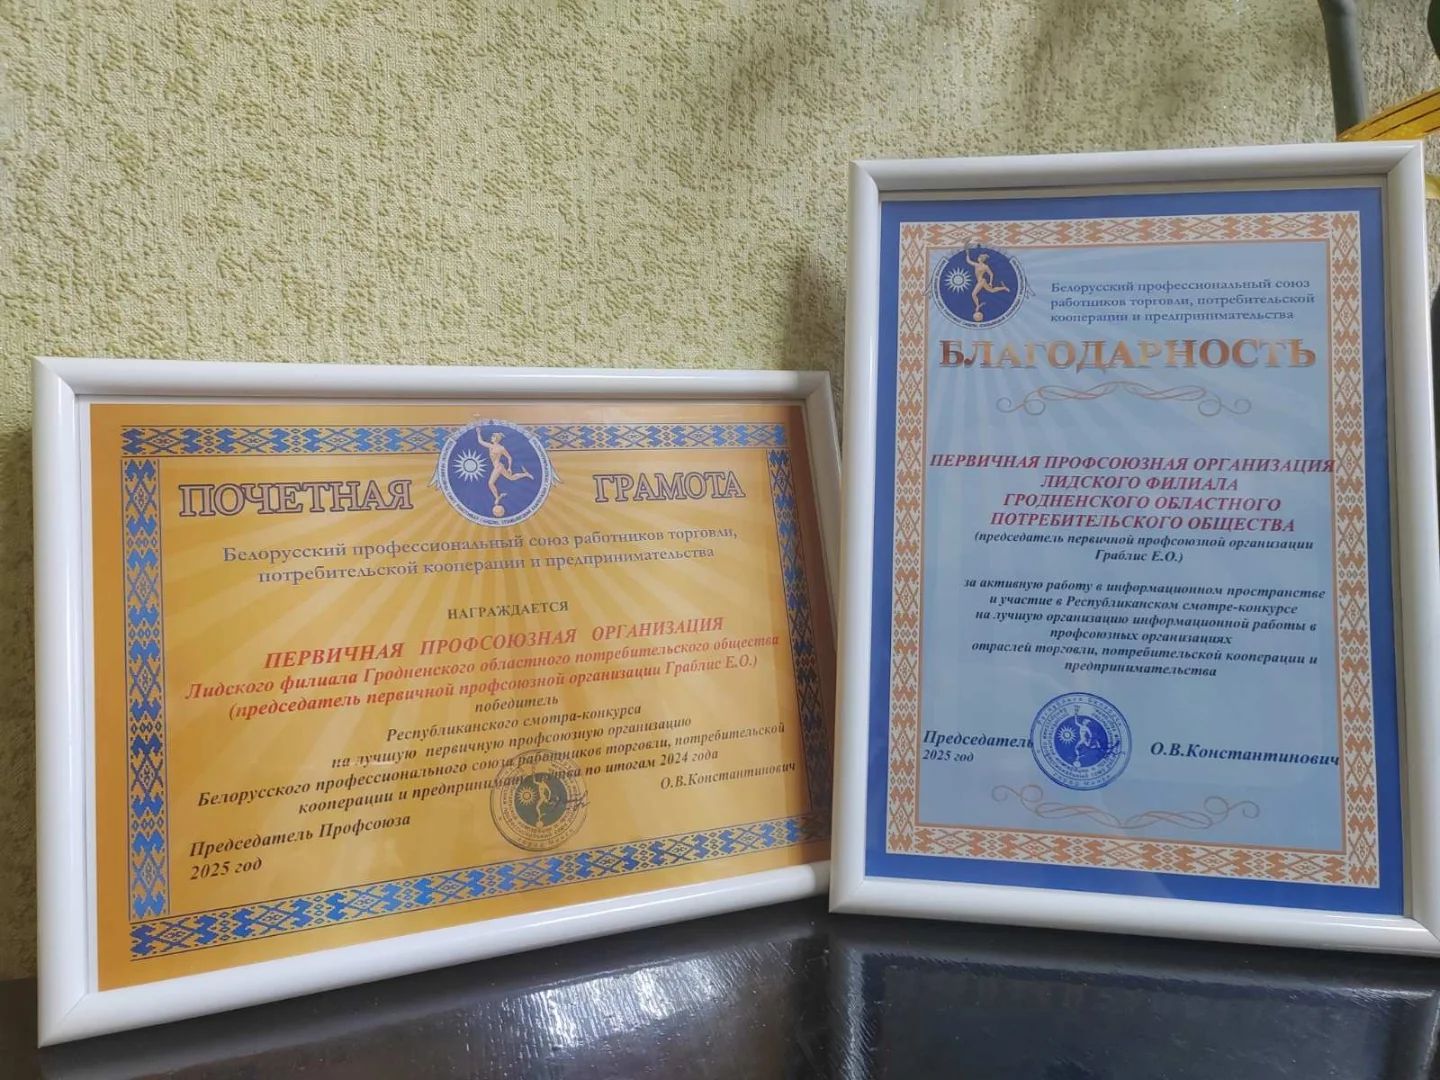 ПОЧЕТНАЯ ГРАМОТА
Белорусский профессиональный союз работников торговли,
потребительской кооперации и предпринимательства
НАГРАЖДАЕТСЯ
ПЕРВИЧНАЯ ПРОФСОЮЗНАЯ ОРГАНИЗАЦИЯ
Лидского филиала Гродненского областного потребительского общества
(председатель первичной профсоюзной организации Граблис Е.О.)
победитель
Республиканского смотра-конкурса
на лучшую первичную профсоюзную организацию
Белорусского профессионального союза работников торговли, потребительской
кооперации и предпринимательства по итогам 2024 года
Председатель Профсоюза О.В.Константинович
2025 год
Белорусский профессиональный союз
работников торговли, потребительской
кооперации и предпринимательства
БЛАГОДАРНОСТЬ
ПЕРВИЧНАЯ ПРОФСОЮЗНАЯ ОРГАНИЗАЦИЯ
ЛИДСКОГО ФИЛИАЛА
ГРОДНЕНСКОГО ОБЛАСТНОГО
ПОТРЕБИТЕЛЬСКОГО ОБЩЕСТВА
(председатель первичной профсоюзной организации
Граблис Е.О.)
за активную работу в информационном пространстве
и участие в Республиканском смотре-конкурсе
на лучшую организацию информационной работы в
профсоюзных организациях
отраслей торговли, потребительской кооперации и
предпринимательства
Председатель О.В.Константинович
2025 год